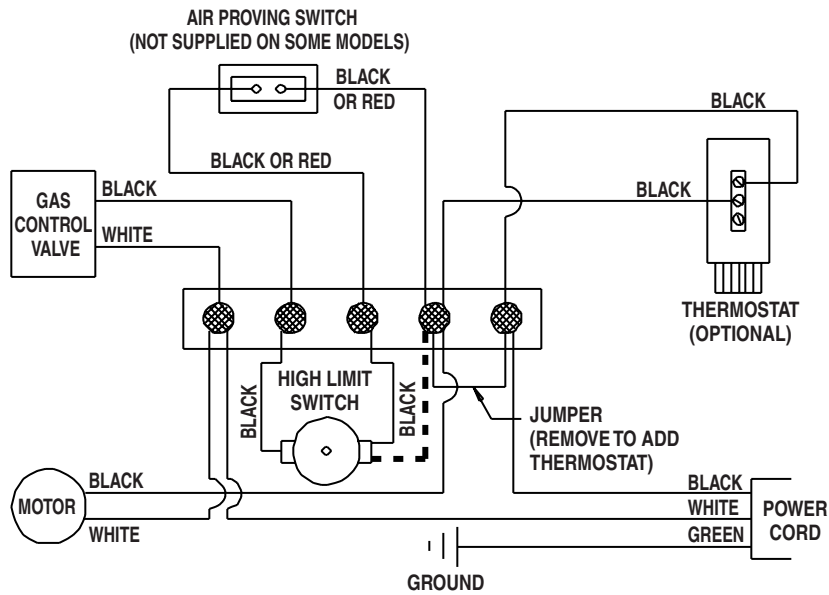 AIR PROVING SWITCH
(NOT SUPPLIED ON SOME MODELS)
BLACK
OR RED
BLACK
BLACK OR RED
BLACK
BLACK
GAS
CONTROL
VALVE
WHITE
THERMOSTAT
(OPTIONAL)
HIGH LIMIT
SWITCH
BLACK
BLACK
JUMPER
(REMOVE TO ADD
THERMOSTAT)
MOTOR
BLACK
WHITE
BLACK
WHITE
GREEN
POWER
CORD
GROUND